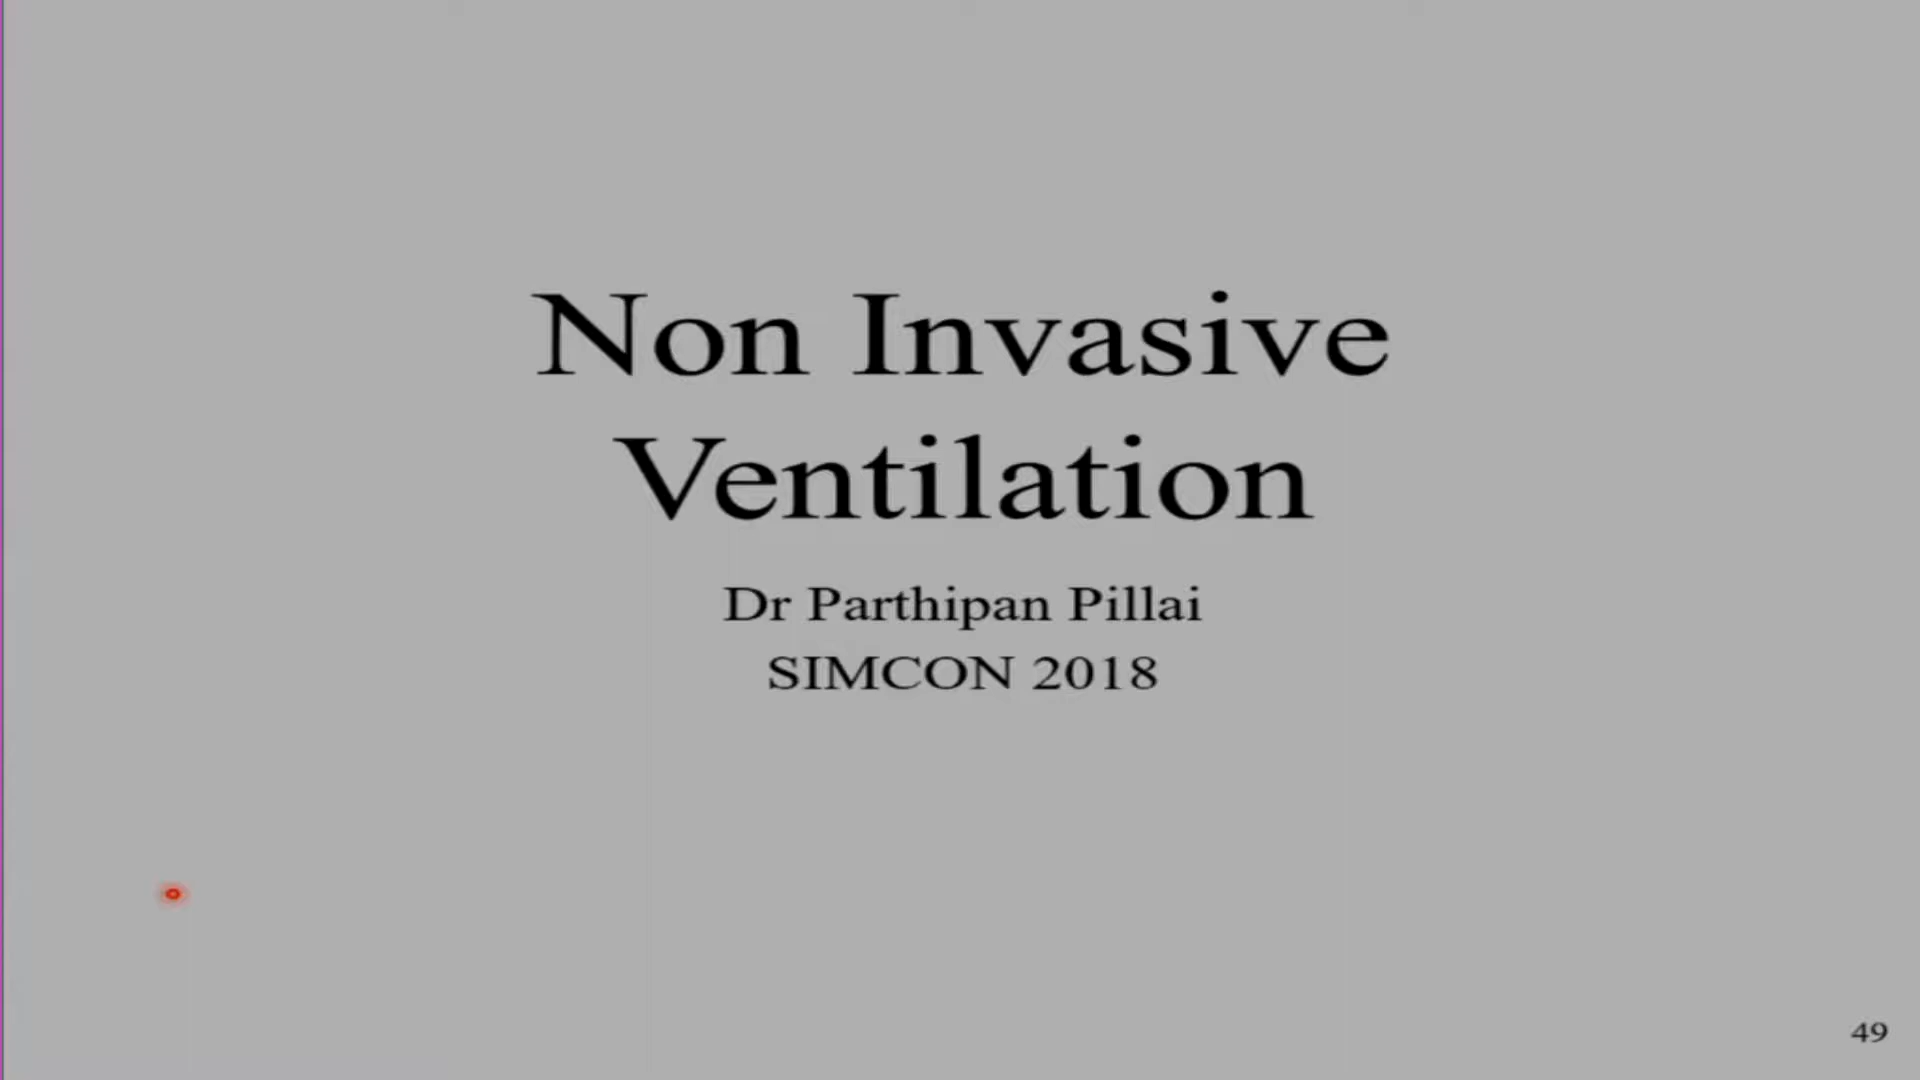 Non Invasive
Ventilation
Dr Parthipan Pillai
SIMCON 2018
49